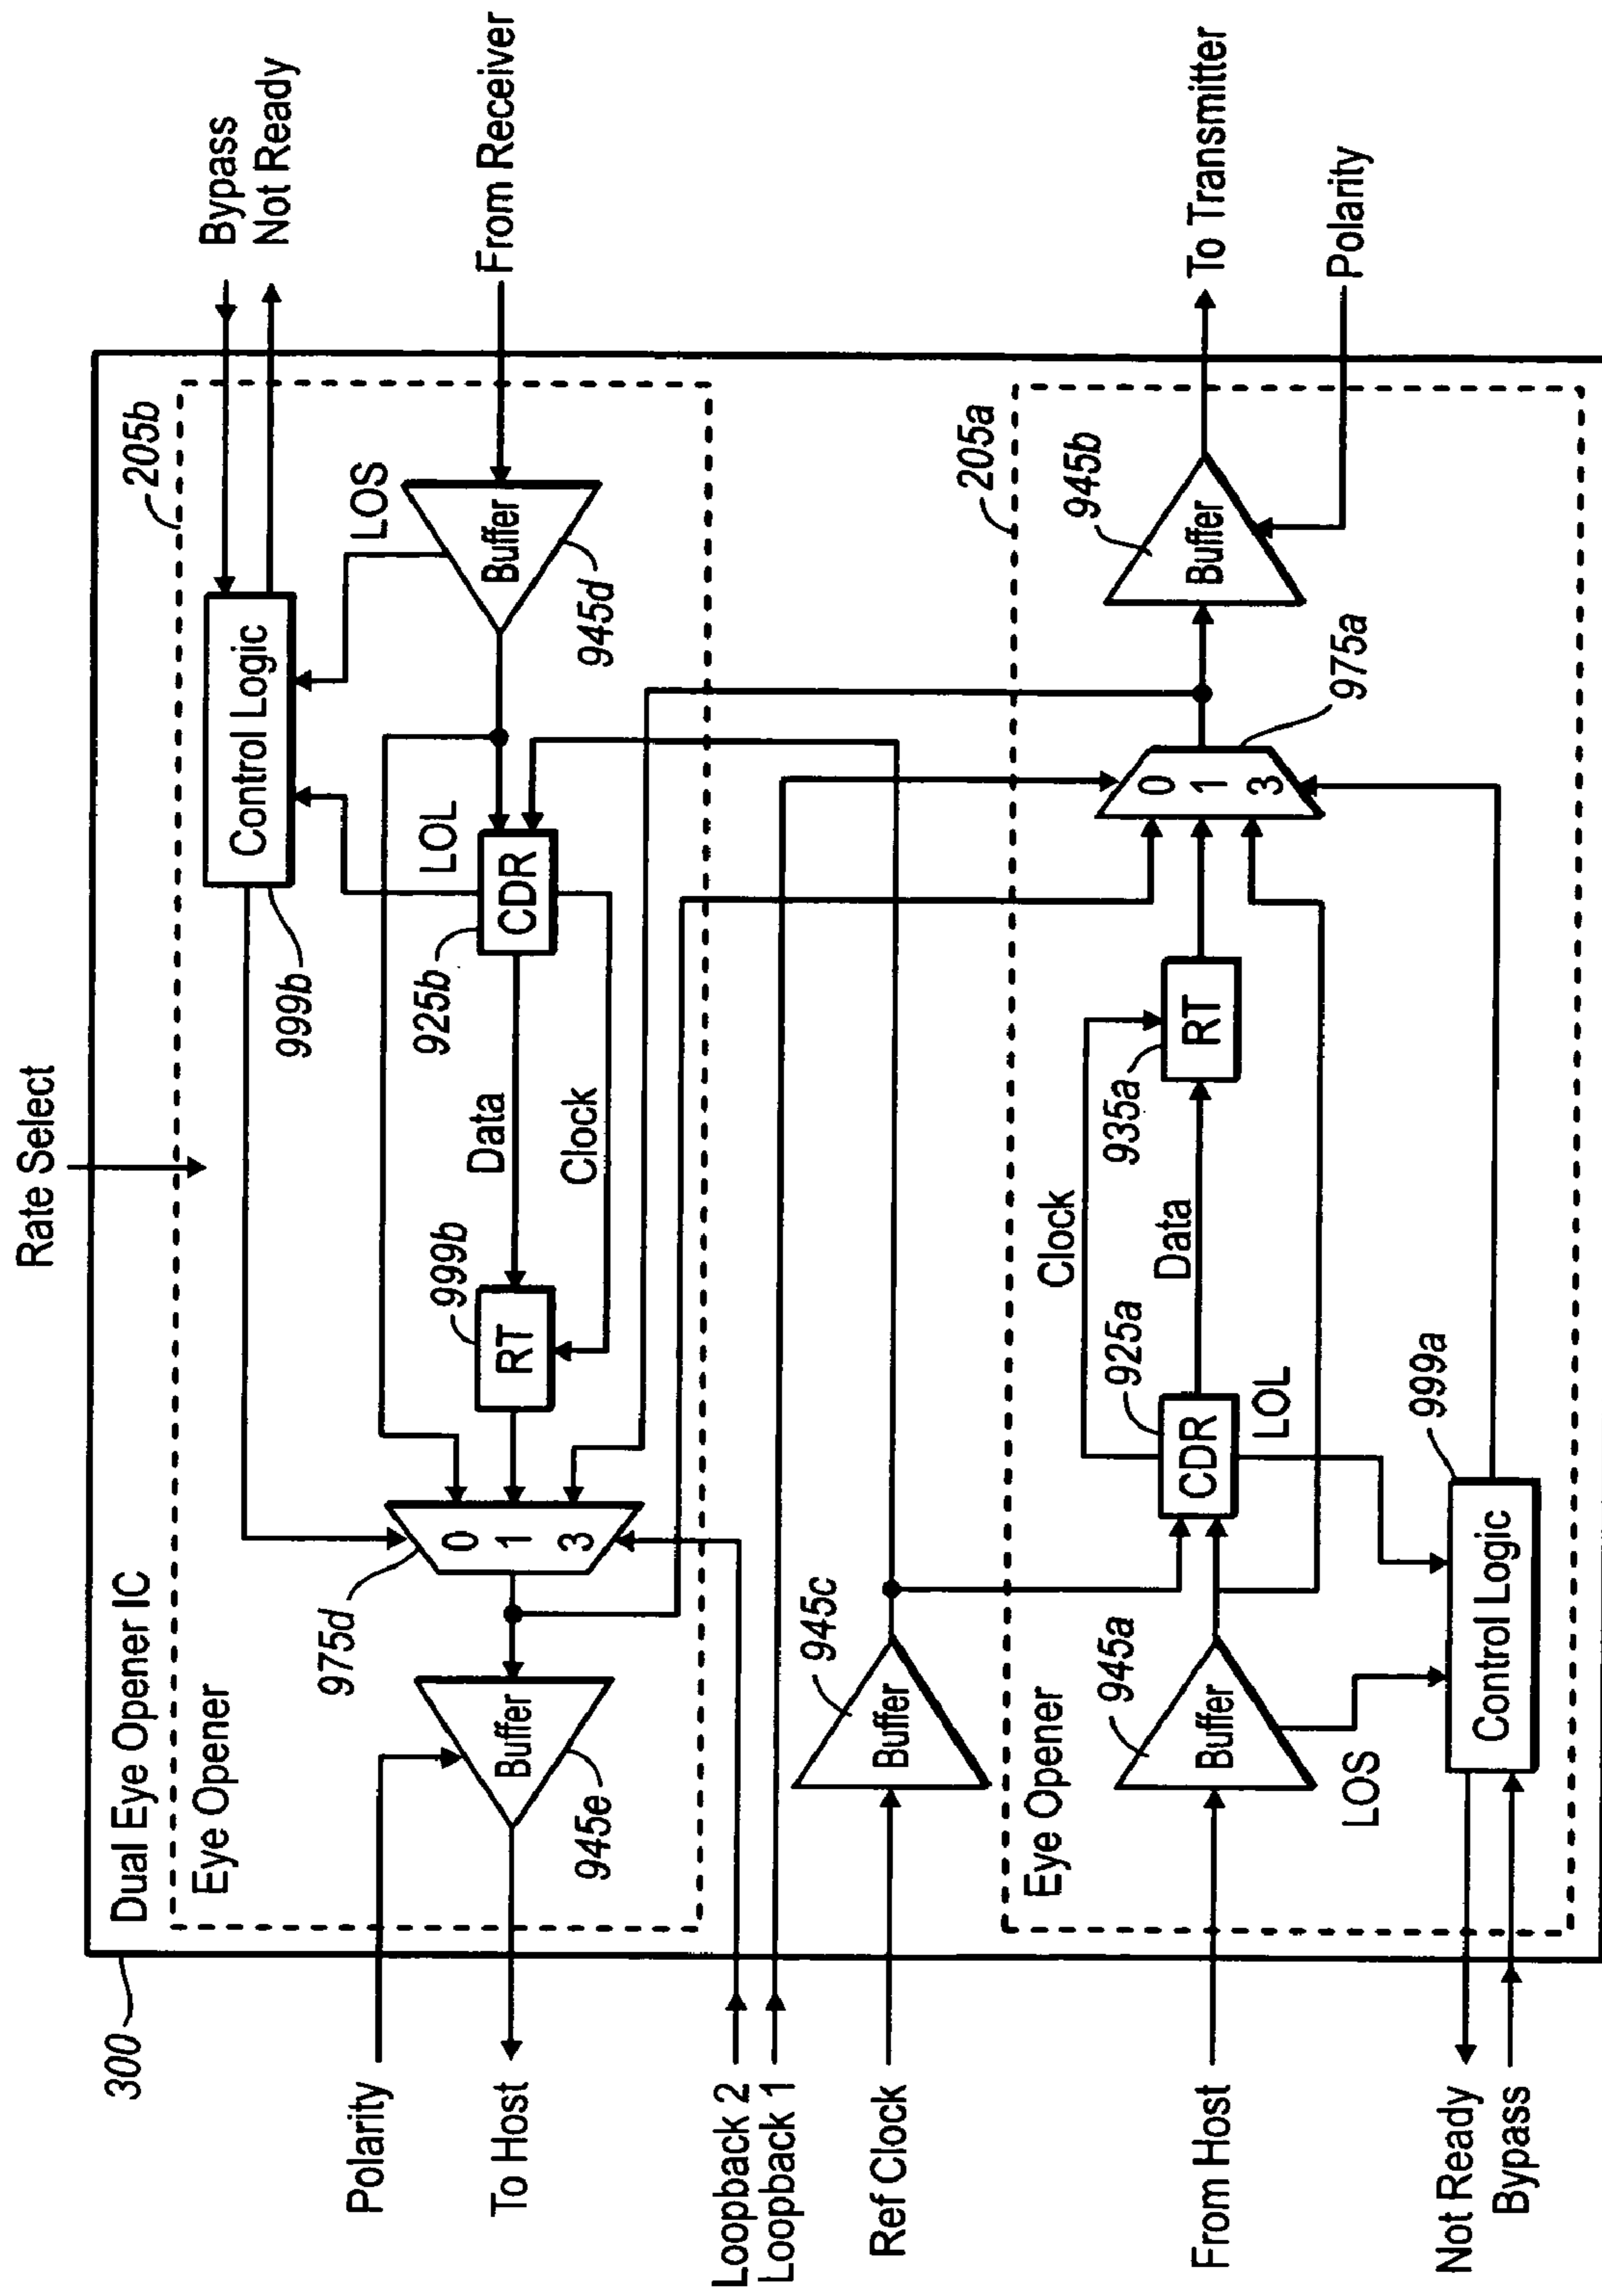 Rate Select
300
Dual Eye Opener IC
Eye Opener
205b
Bypass
Not Ready
Control Logic
999b
LOS
LOL
From Receiver
Buffer
945d
CDR
925b
Data
Clock
RT
999b
0
1
3
975d
Buffer
945e
Polarity
To Host
Loopback 2
Loopback 1
Ref Clock
Buffer
945c
205a
Eye Opener
From Host
Buffer
945a
LOS
CDR
925a
LOL
Clock
Data
RT
935a
0
1
3
975a
Buffer
945b
To Transmitter
Polarity
Control Logic
999a
Not Ready
Bypass